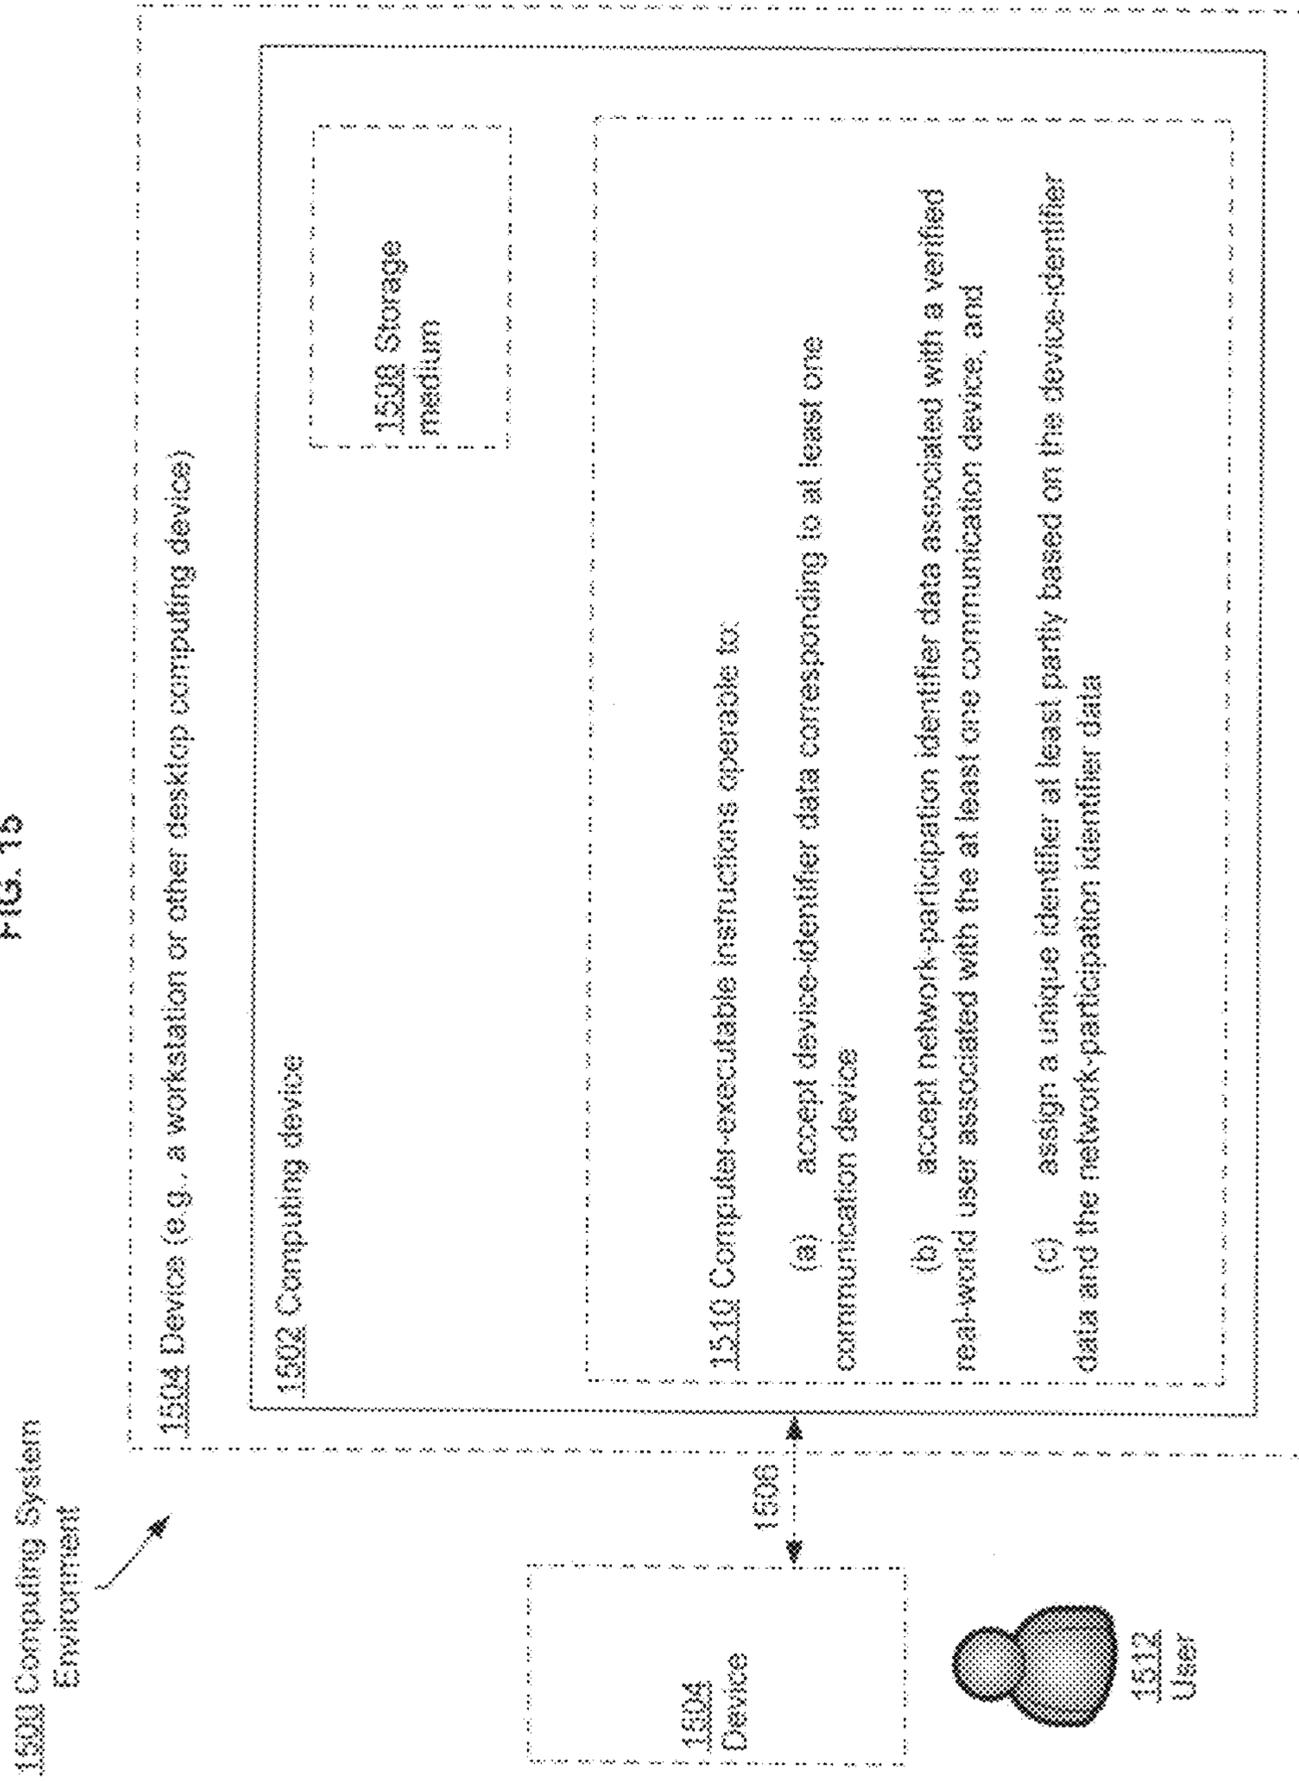 FIG. 15
1500 Computing System
Environment
1504 Device (e.g., a workstation or other desktop computing device)
1502 Computing device
1508 Storage
medium
1510 Computer-executable instructions operable to:
(a) accept device-identifier data corresponding to at least one
communication device
(b) accept network-participation identifier data associated with a verified
real-world user associated with the at least one communication device; and
(c) assign a unique identifier at least partly based on the device-identifier
data and the network-participation identifier data
1506
1504
Device
1512
User